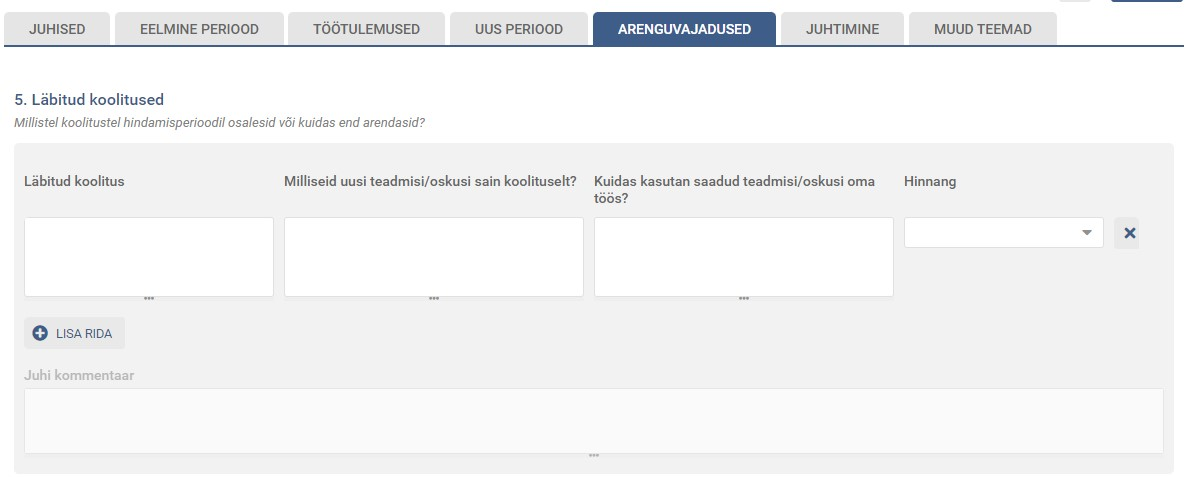 JUHISED
EELMINE PERIOOD
TÖÖTULEMUSED
UUS PERIOOD
ARENGUVAJADUSED
JUHTIMINE
MUUD TEEMAD
5. Läbitud koolitused
Millistel koolitustel hindamisperioodil osalesid või kuidas end arendasid?
Läbitud koolitus
Milliseid uusi teadmisi/oskusi sain koolituselt?
Kuidas kasutan saadud teadmisi/oskusi oma
töös?
Hinnang
LISA RIDA
Juhi kommentaar